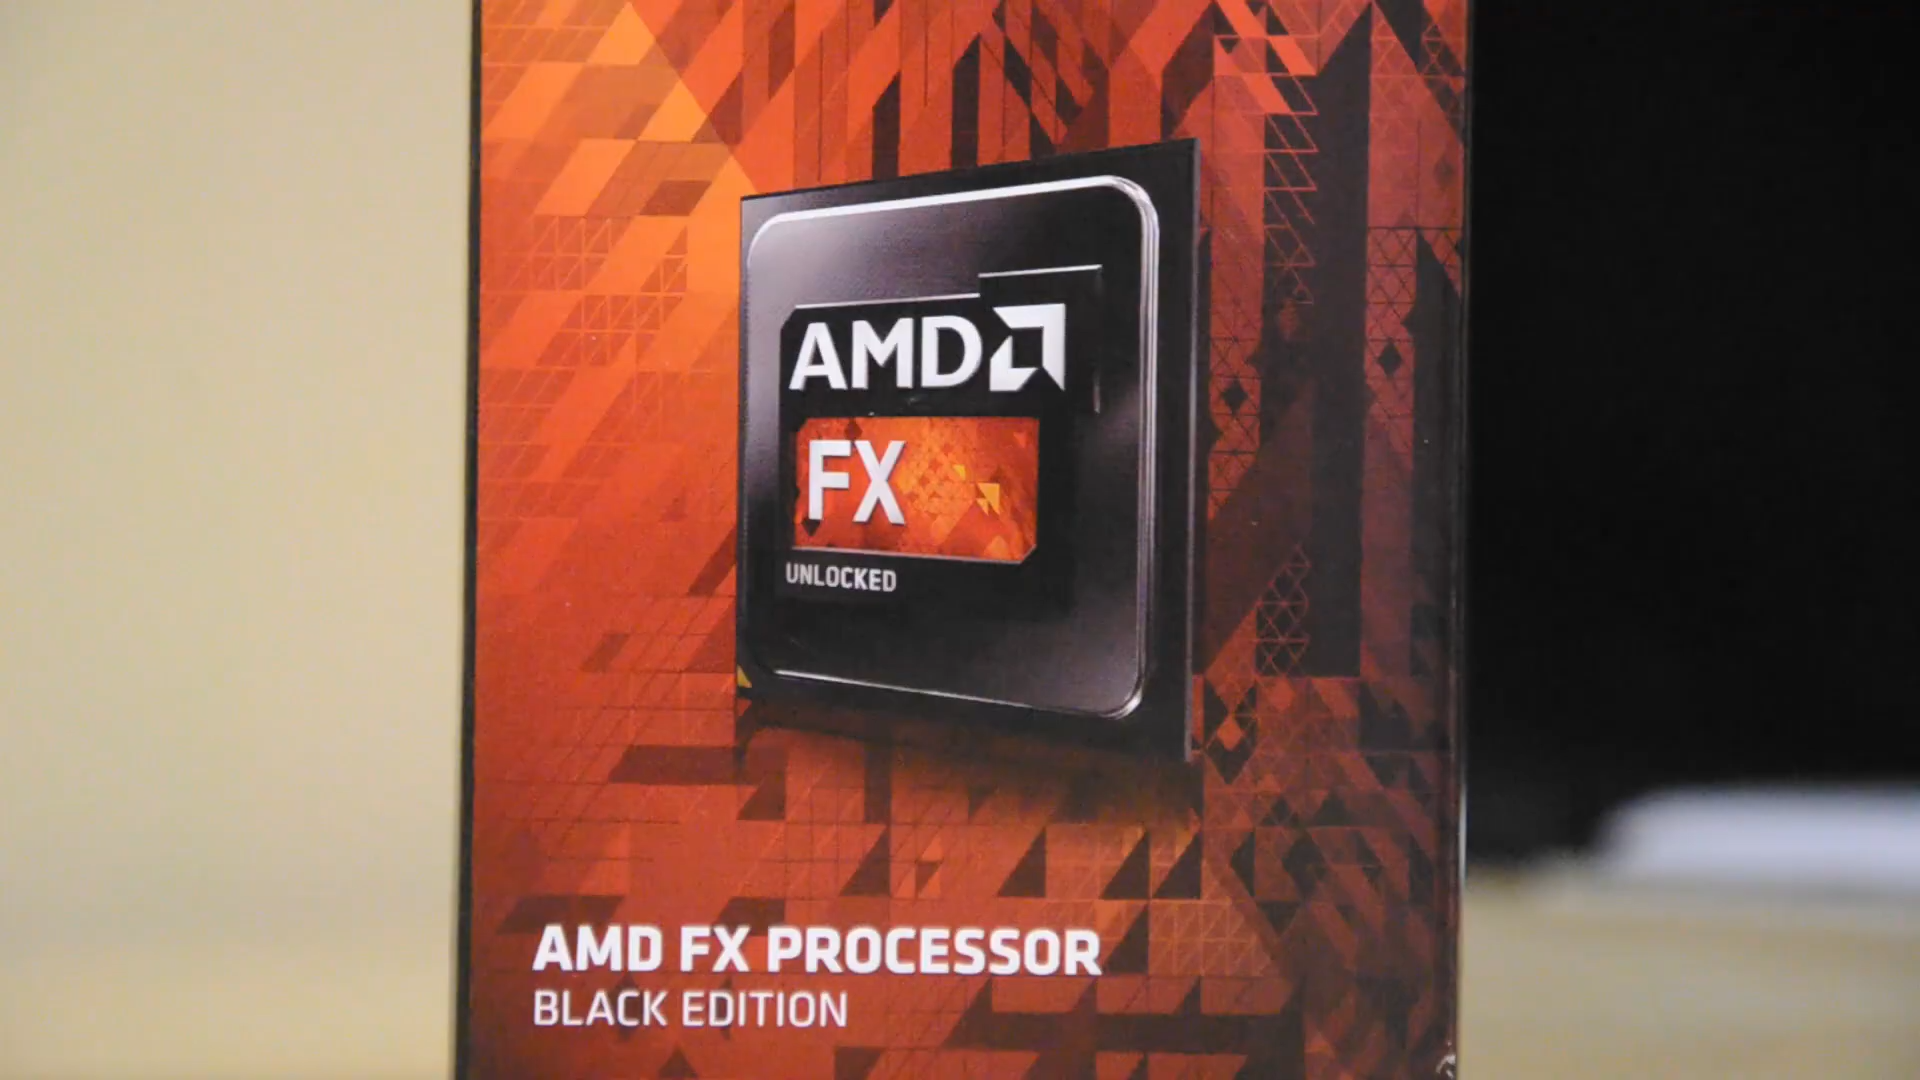 AMD
FX
UNLOCKED
AMD FX PROCESSOR
BLACK EDITION